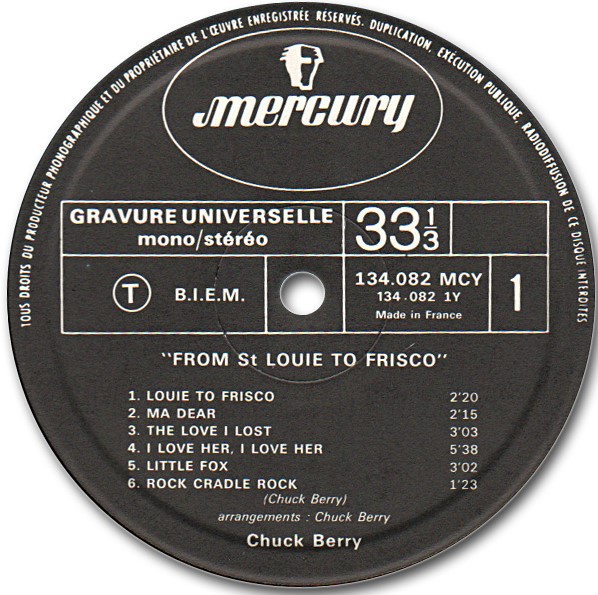 TOUS DROITS DU PRODUCTEUR PHONOGRAPHIQUE ET DU PROPRIÉTAIRE DE L'ŒUVRE ENREGISTRÉE RÉSERVÉS. DUPLICATION, EXÉCUTION PUBLIQUE, RADIODIFFUSION DE CE DISQUE INTERDITES
mercury
GRAVURE UNIVERSELLE
mono/stéréo
33 1/3
T B.I.E.M.
134.082 MCY
134.082 1Y
Made in France
1
"FROM St LOUIE TO FRISCO"
1. LOUIE TO FRISCO 2'20
2. MA DEAR 2'15
3. THE LOVE I LOST 3'03
4. I LOVE HER, I LOVE HER 5'38
5. LITTLE FOX 3'02
6. ROCK CRADLE ROCK 1'23
(Chuck Berry)
arrangements : Chuck Berry
Chuck Berry